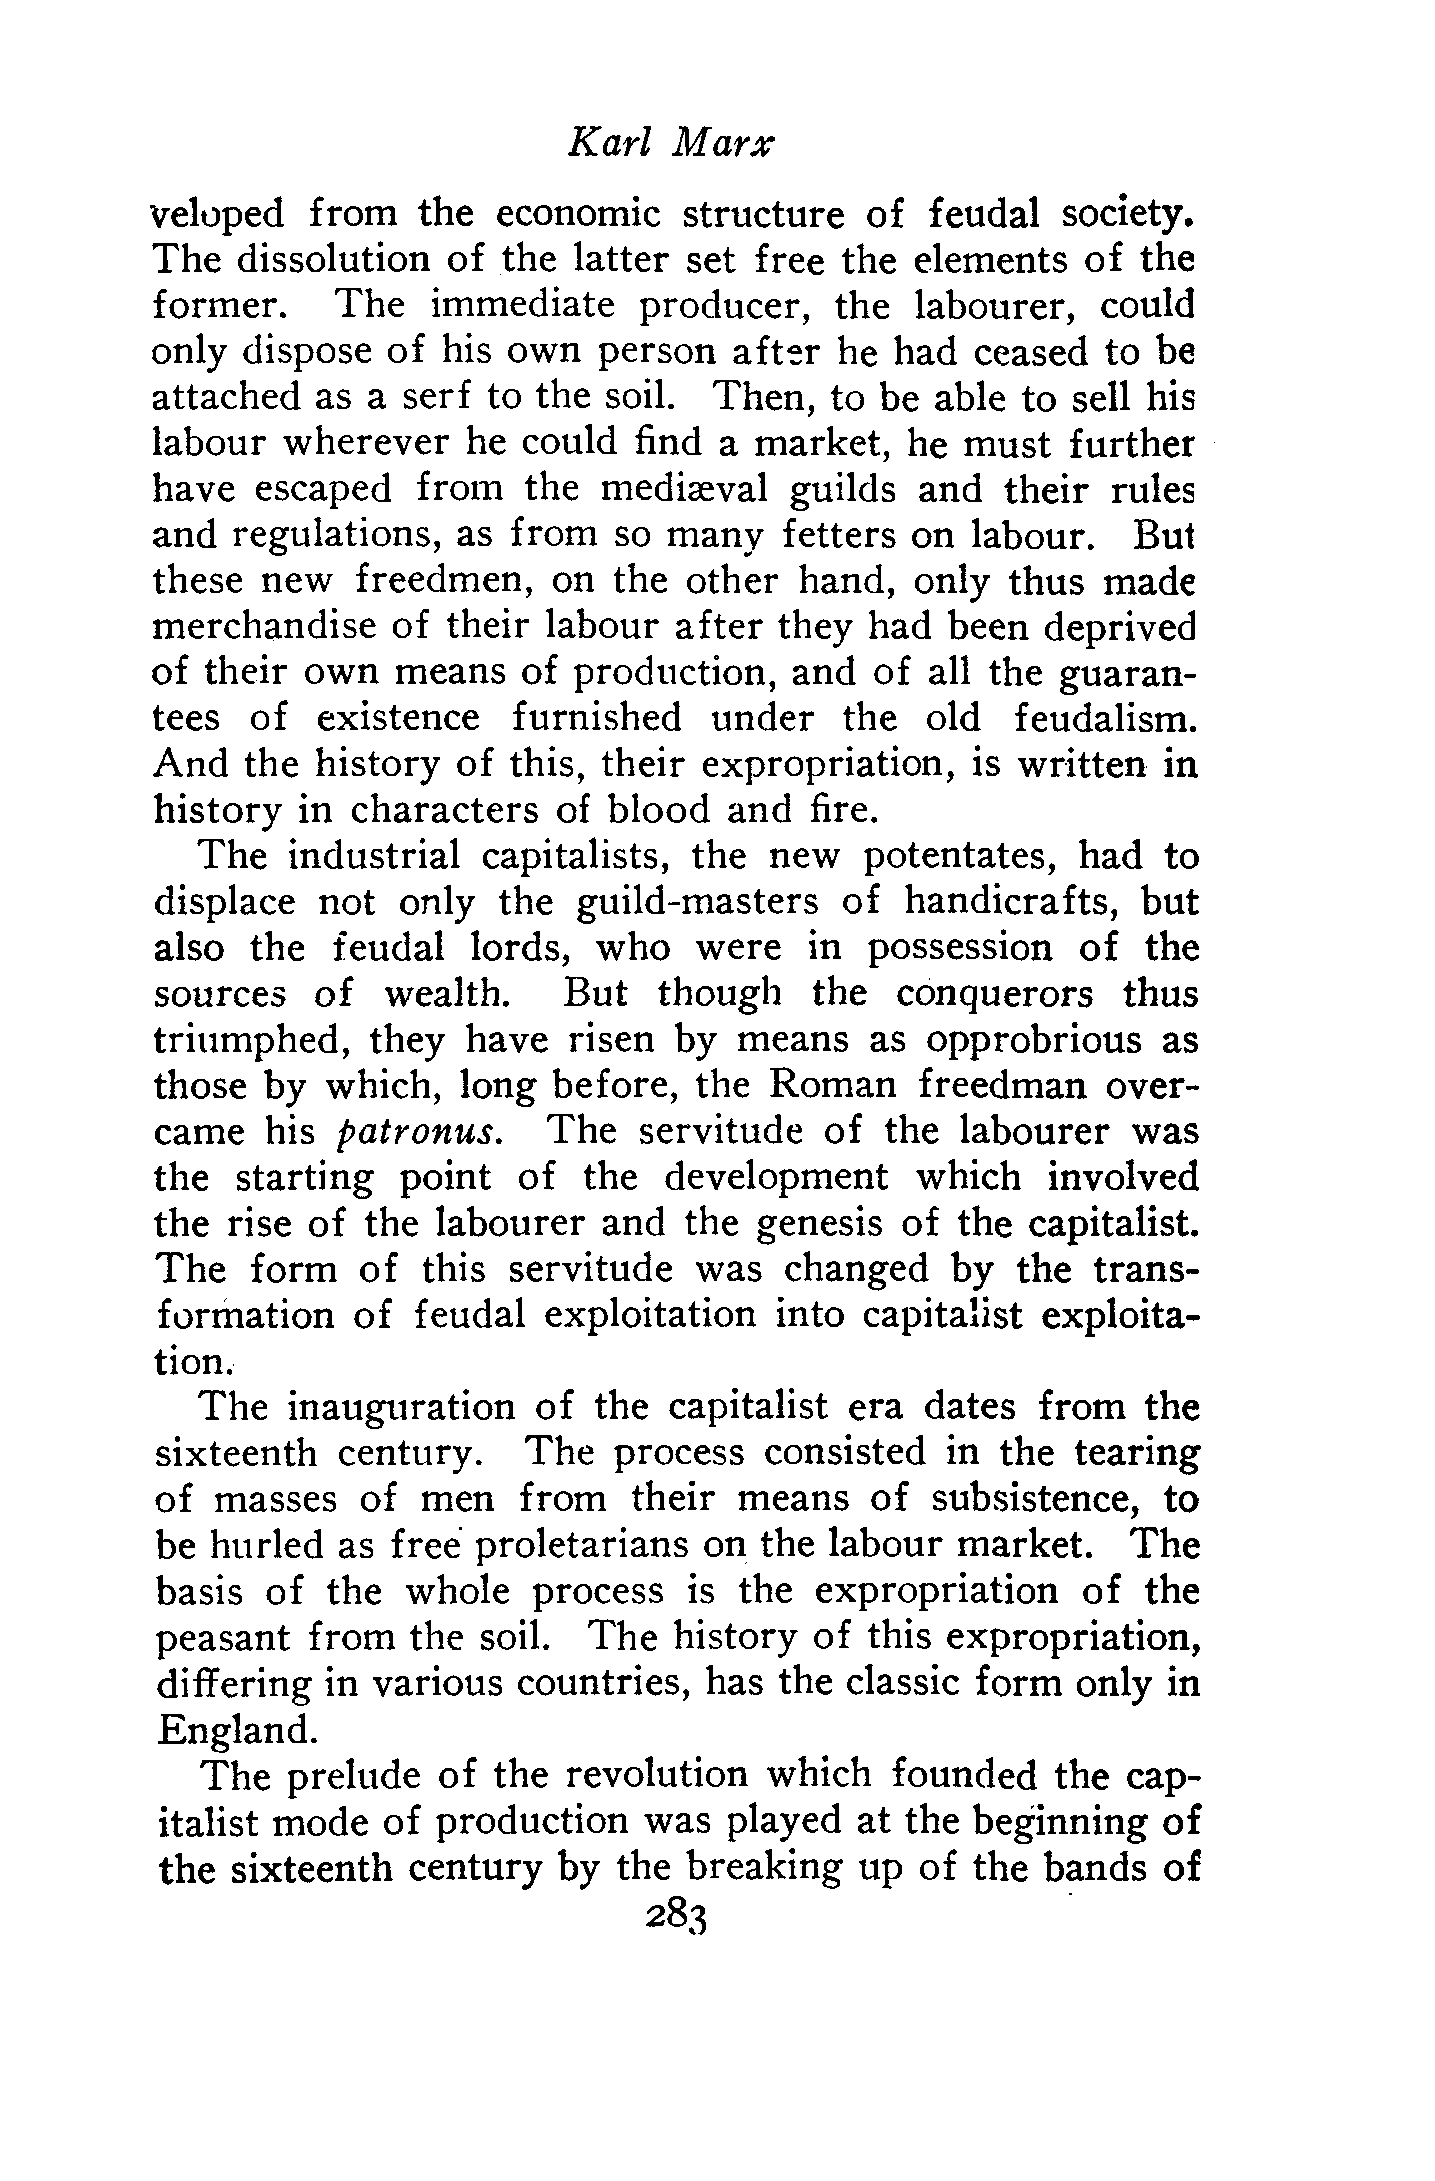 Karl Marx
veloped from the economic structure of feudal society.
The dissolution of the latter set free the elements of the
former. The immediate producer, the labourer, could
only dispose of his own person after he had ceased to be
attached as a serf to the soil. Then, to be able to sell his
labour wherever he could find a market, he must further
have escaped from the mediæval guilds and their rules
and regulations, as from so many fetters on labour. But
these new freedmen, on the other hand, only thus made
merchandise of their labour after they had been deprived
of their own means of production, and of all the guaran-
tees of existence furnished under the old feudalism.
And the history of this, their expropriation, is written in
history in characters of blood and fire.
The industrial capitalists, the new potentates, had to
displace not only the guild-masters of handicrafts, but
also the feudal lords, who were in possession of the
sources of wealth. But though the conquerors thus
triumphed, they have risen by means as opprobrious as
those by which, long before, the Roman freedman over-
came his patronus. The servitude of the labourer was
the starting point of the development which involved
the rise of the labourer and the genesis of the capitalist.
The form of this servitude was changed by the trans-
formation of feudal exploitation into capitalist exploita-
tion.
The inauguration of the capitalist era dates from the
sixteenth century. The process consisted in the tearing
of masses of men from their means of subsistence, to
be hurled as free proletarians on the labour market. The
basis of the whole process is the expropriation of the
peasant from the soil. The history of this expropriation,
differing in various countries, has the classic form only in
England.
The prelude of the revolution which founded the cap-
italist mode of production was played at the beginning of
the sixteenth century by the breaking up of the bands of
283